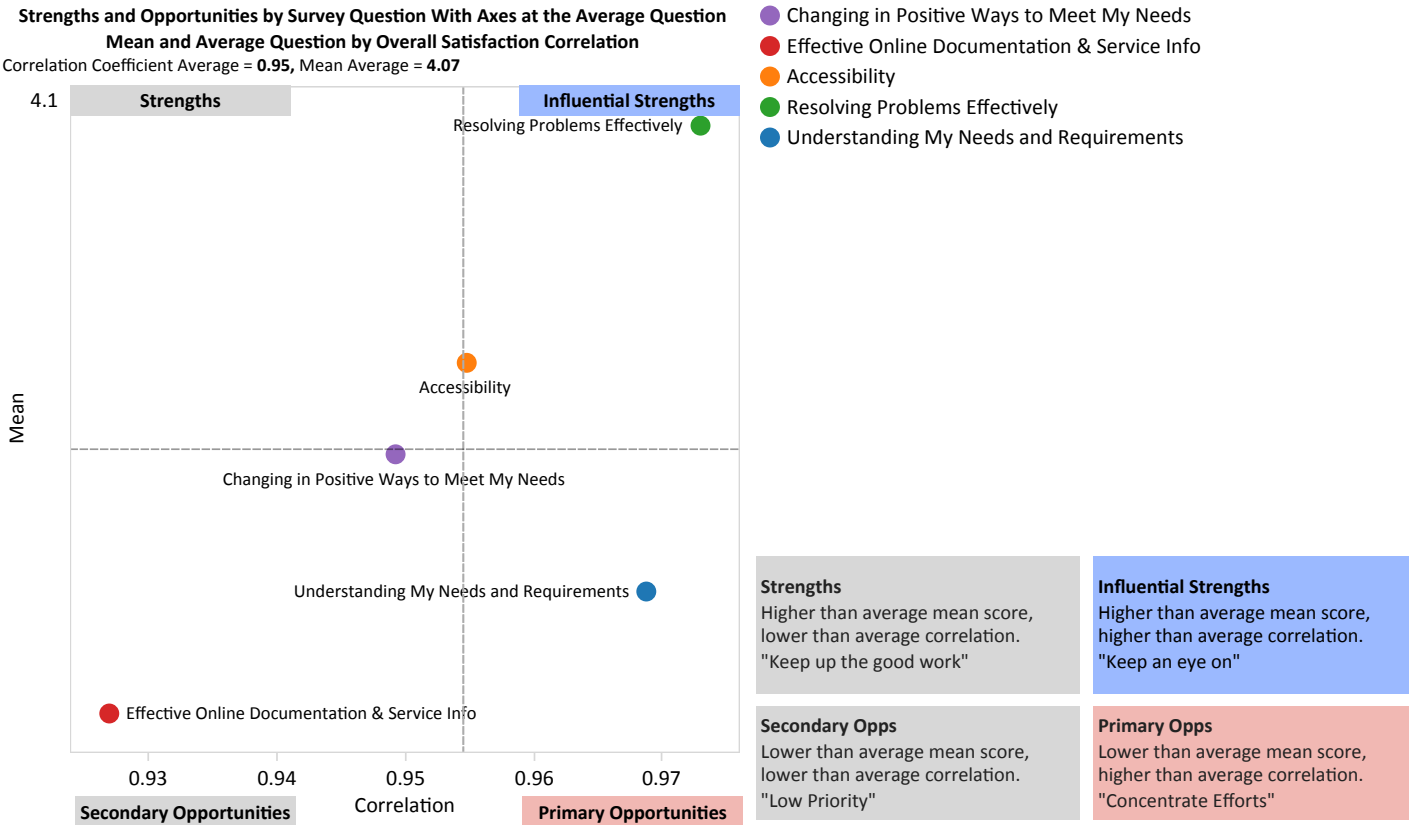 Strengths and Opportunities by Survey Question With Axes at the Average Question
Mean and Average Question by Overall Satisfaction Correlation
Correlation Coefficient Average = 0.95, Mean Average = 4.07
4.1
Strengths
Influential Strengths
Resolving Problems Effectively
Accessibility
Mean
Changing in Positive Ways to Meet My Needs
Understanding My Needs and Requirements
Effective Online Documentation & Service Info
0.93
0.94
0.95
0.96
0.97
Secondary Opportunities
Correlation
Primary Opportunities
Changing in Positive Ways to Meet My Needs
Effective Online Documentation & Service Info
Accessibility
Resolving Problems Effectively
Understanding My Needs and Requirements
Strengths
Higher than average mean score,
lower than average correlation.
"Keep up the good work"
Influential Strengths
Higher than average mean score,
higher than average correlation.
"Keep an eye on"
Secondary Opps
Lower than average mean score,
lower than average correlation.
"Low Priority"
Primary Opps
Lower than average mean score,
higher than average correlation.
"Concentrate Efforts"